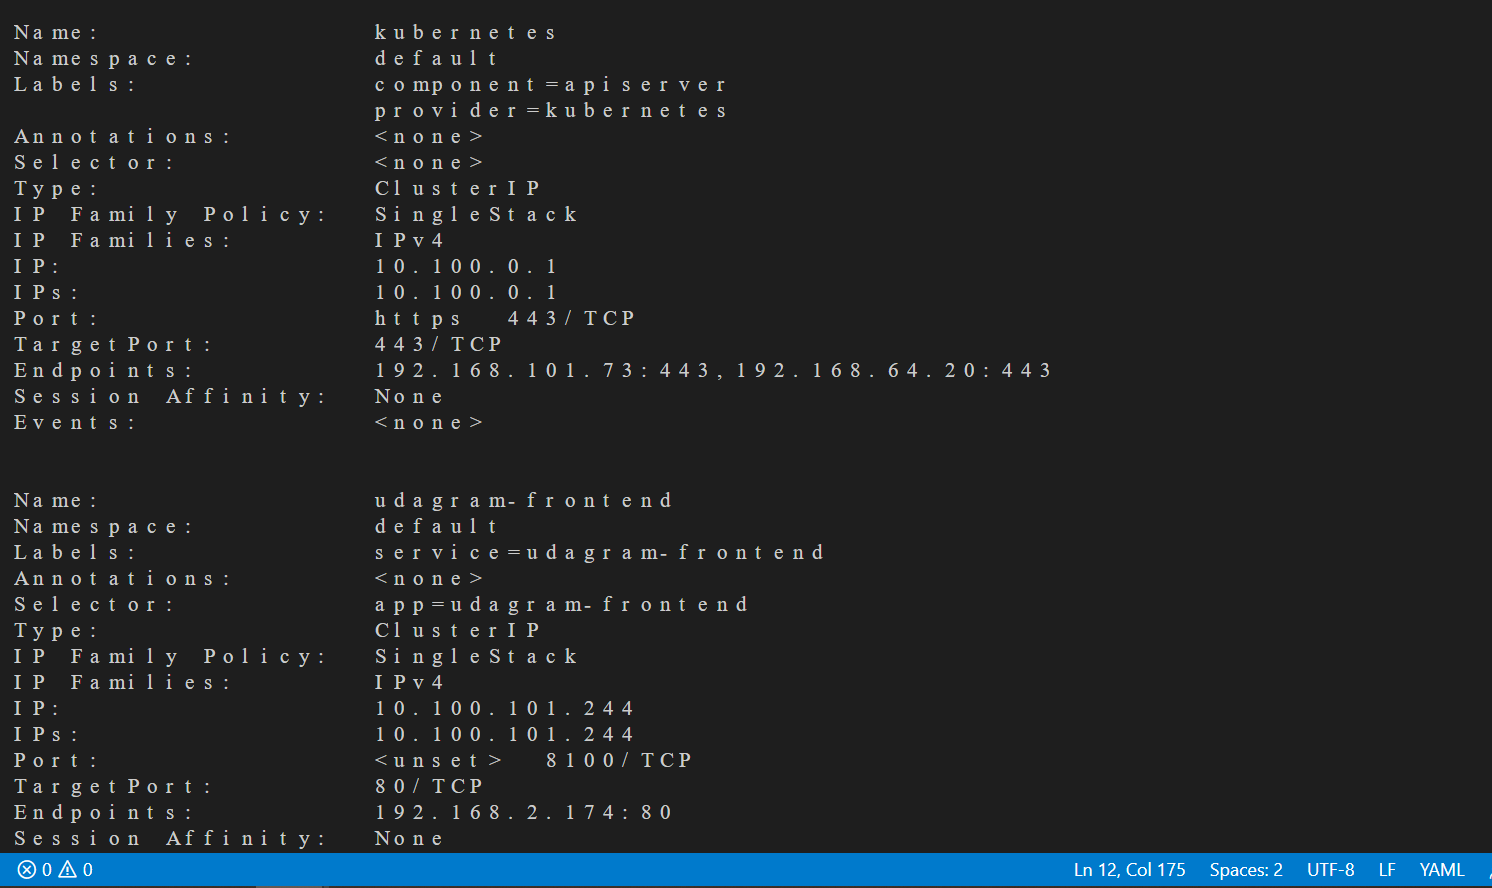 Name: kubernetes
Namespace: default
Labels: component=apiserver
provider=kubernetes
Annotations: <none>
Selector: <none>
Type: ClusterIP
IP Family Policy: SingleStack
IP Families: IPv4
IP: 10.100.0.1
IPs: 10.100.0.1
Port: https 443/TCP
TargetPort: 443/TCP
Endpoints: 192.168.101.73:443,192.168.64.20:443
Session Affinity: None
Events: <none>
Name: udagram-frontend
Namespace: default
Labels: service=udagram-frontend
Annotations: <none>
Selector: app=udagram-frontend
Type: ClusterIP
IP Family Policy: SingleStack
IP Families: IPv4
IP: 10.100.101.244
IPs: 10.100.101.244
Port: <unset> 8100/TCP
TargetPort: 80/TCP
Endpoints: 192.168.2.174:80
Session Affinity: None
0 0 Ln 12, Col 175 Spaces: 2 UTF-8 LF YAML